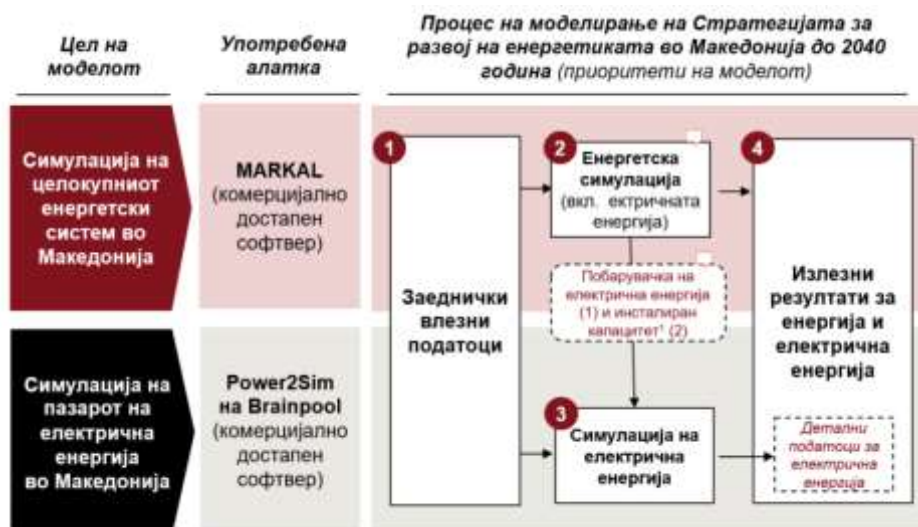 Цел на
моделот
Употребена
алатка
Процес на моделирање на Стратегијата за
развој на енергетиката во Македонија до 2040
година (приоритети на моделот)
Симулација на
целокупниот
енергетски
систем во
Македонија
MARKAL
(комерцијално
достапен
софтвер)
Симулација на
пазарот на
електрична
енергија
во Македонија
Power2Sim
на Brainpool
(комерцијално
достапен
софтвер)
1
Заеднички
влезни
податоци
2
Енергетска
симулација
(вкл. ектричната
енергија)
Побарувачка на
електрична енергија
(1) и инсталиран
капацитет¹ (2)
3
Симулација на
електрична
енергија
4
Излезни
резултати за
енергија и
електрична
енергија
Детални
податоци за
електрична
енергија